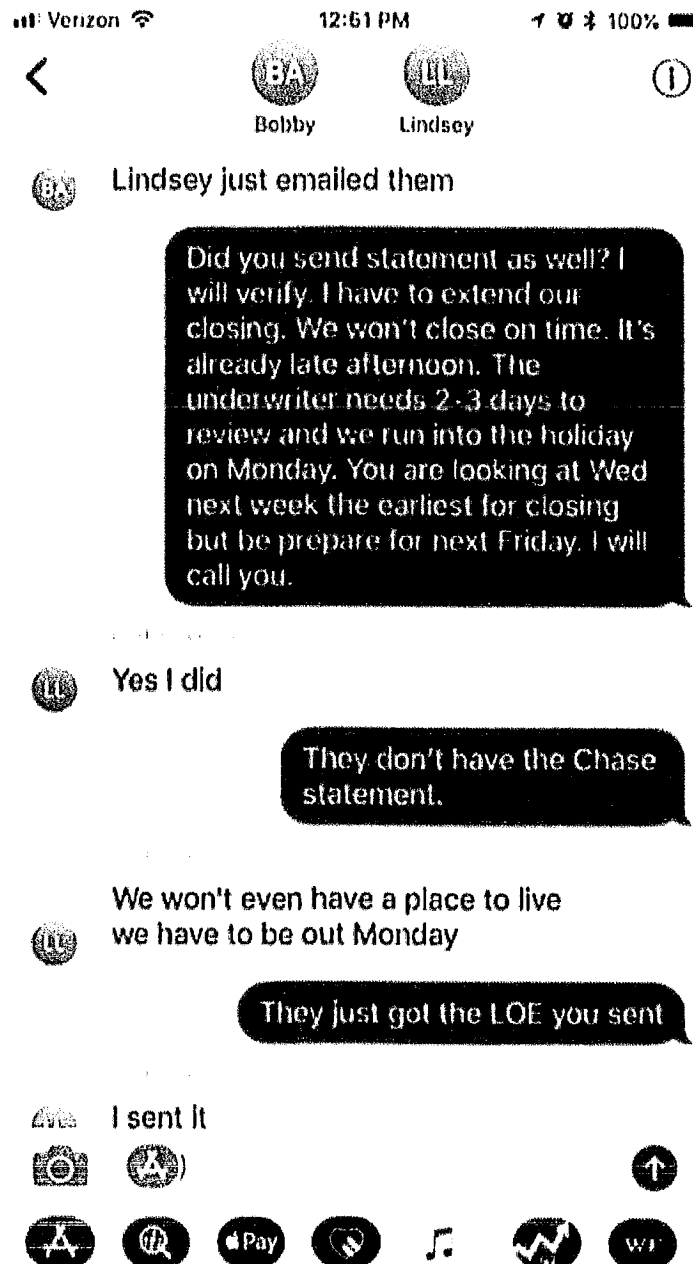 Verizon 12:51 PM 100%
BA LL
Bobby Lindsey
BA Lindsey just emailed them
Did you send statement as well? I
will verify. I have to extend our
closing. We won't close on time. It's
already late afternoon. The
underwriter needs 2-3 days to
review and we run into the holiday
on Monday. You are looking at Wed
next week the earliest for closing
but be prepare for next Friday. I will
call you.
LL Yes I did
They don't have the Chase
statement.
We won't even have a place to live
LL we have to be out Monday
They just got the LOE you sent
I sent it
Pay